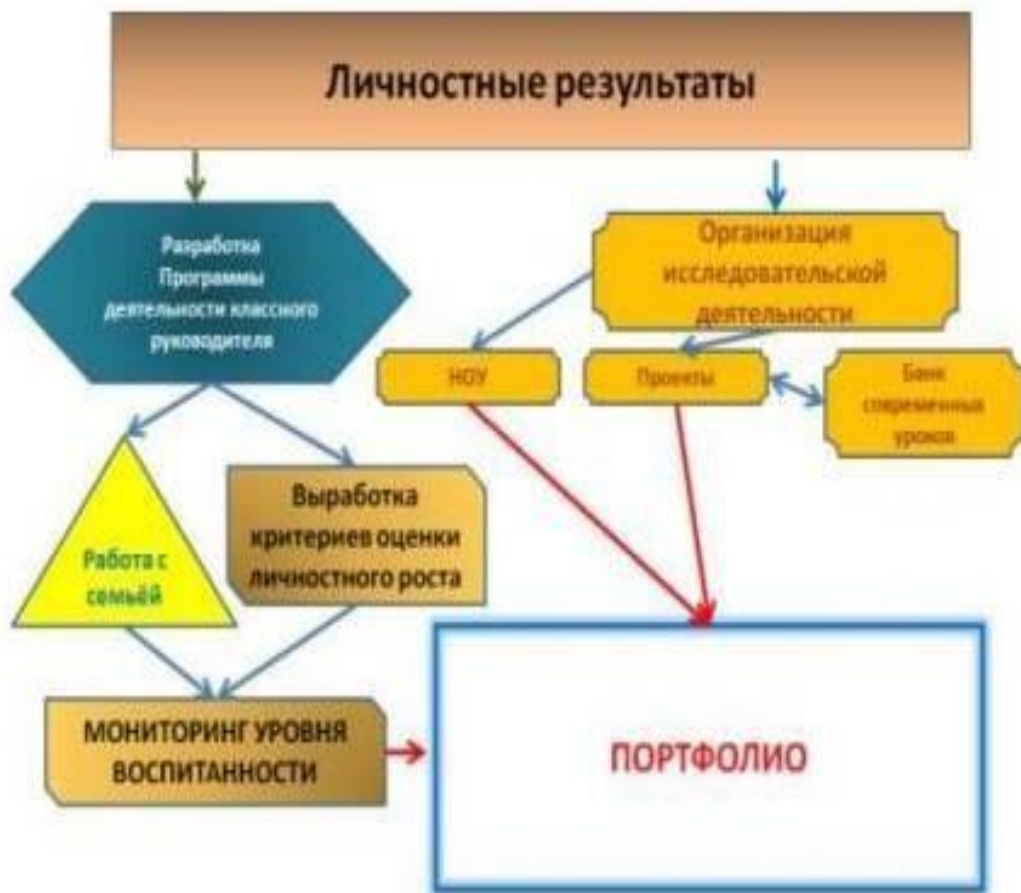 Личностные результаты
Разработка
Программы
деятельности классного
руководителя
Организация
исследовательской
деятельности
НОУ
Проекты
Банк
современных
уроков
Работа с
семьёй
Выработка
критериев оценки
личностного роста
МОНИТОРИНГ УРОВНЯ
ВОСПИТАННОСТИ
ПОРТФОЛИО